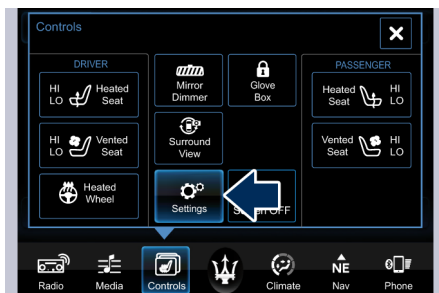 Controls
DRIVER
PASSENGER
HI
LO
Heated
Seat
Mirror
Dimmer
Glove
Box
Heated
Seat
HI
LO
HI
LO
Vented
Seat
Surround
View
Vented
Seat
HI
LO
Heated
Wheel
Settings
OFF
Radio
Media
Controls
Climate
NE
Nav
Phone